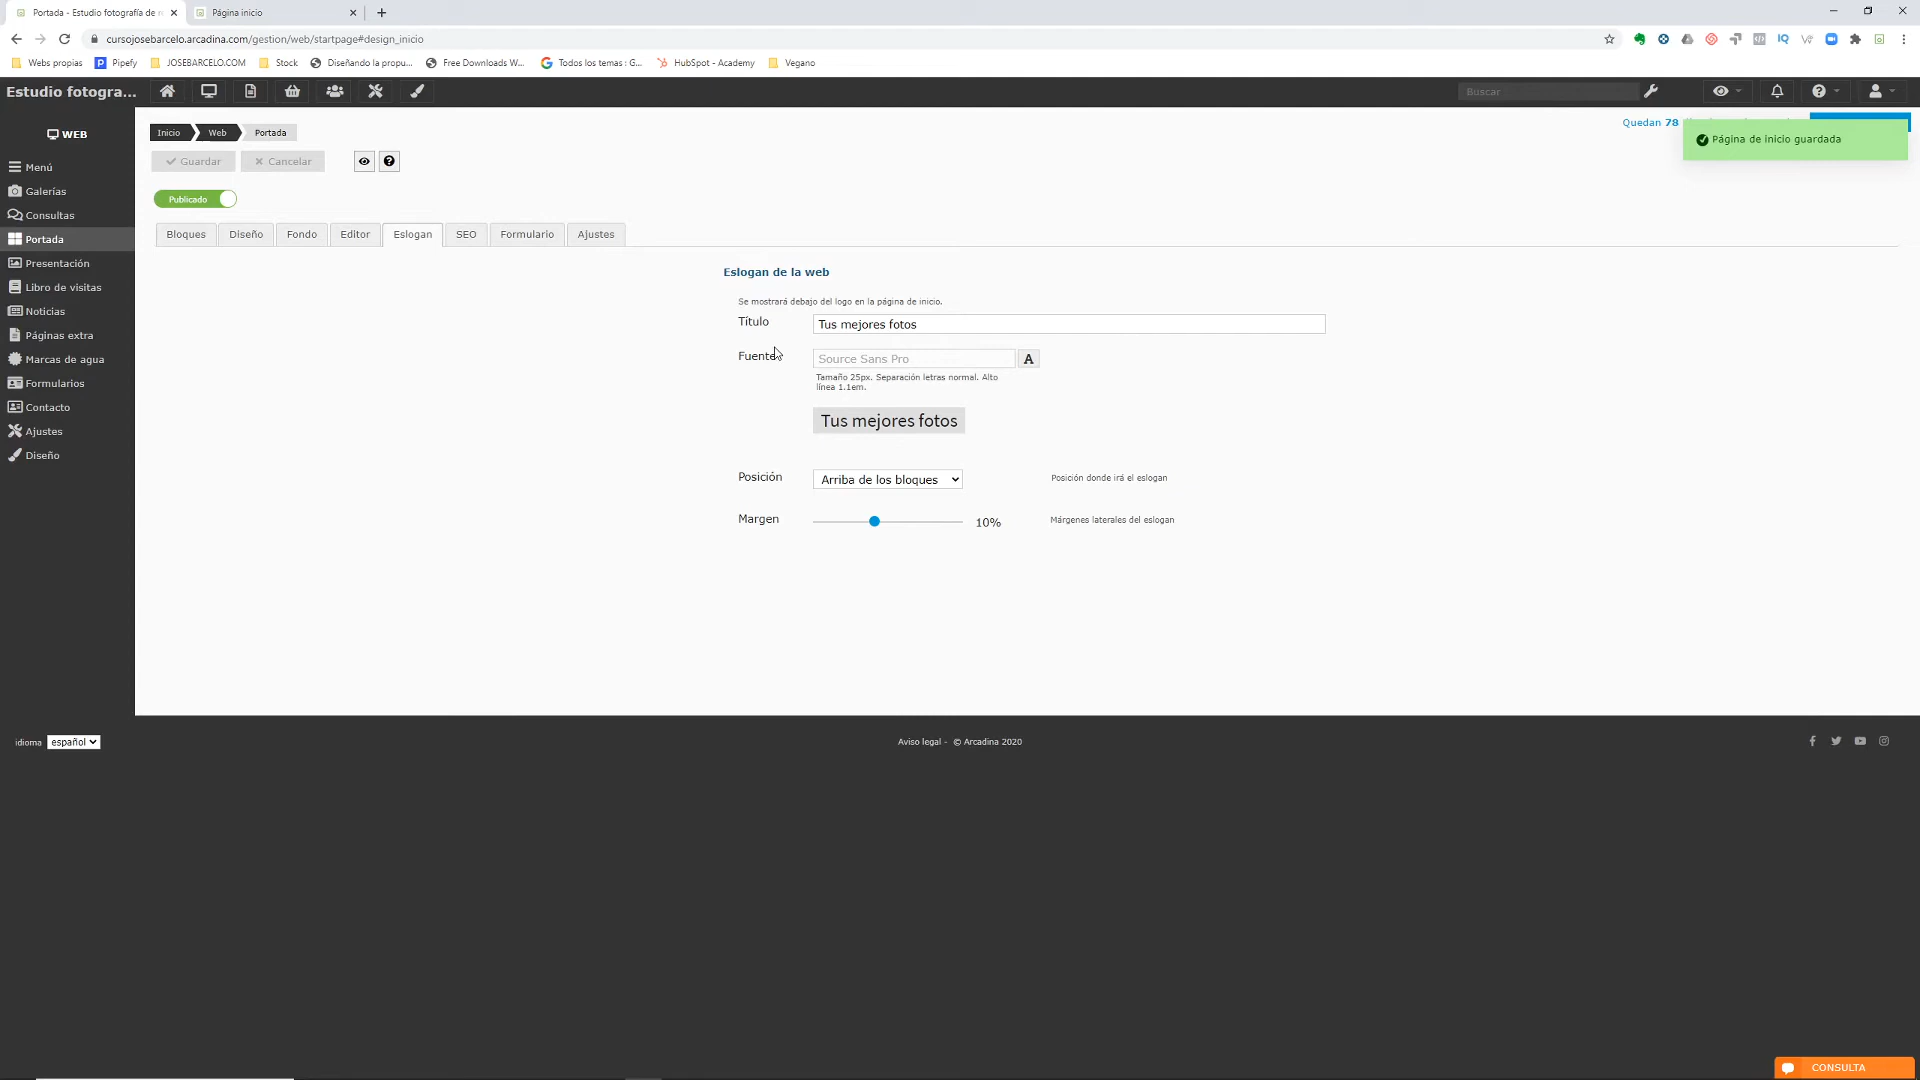 Portada - Estudio fotografía de r
Página inicio
cursojosebarcelo.arcadina.com/gestion/web/startpage#design_inicio
Webs propias
Pipefy
JOSEBARCELO.COM
Stock
Diseñando la propu...
Free Downloads W...
Todos los temas : G...
HubSpot - Academy
Vegano
Estudio fotogra...
Buscar
WEB
Inicio
Web
Portada
Quedan 78
Página de inicio guardada
Guardar
Cancelar
Menú
Galerías
Consultas
Portada
Presentación
Libro de visitas
Noticias
Páginas extra
Marcas de agua
Formularios
Contacto
Ajustes
Diseño
Publicado
Bloques
Diseño
Fondo
Editor
Eslogan
SEO
Formulario
Ajustes
Eslogan de la web
Se mostrará debajo del logo en la página de inicio.
Título
Tus mejores fotos
Fuente
Source Sans Pro
A
Tamaño 25px. Separación letras normal. Alto
línea 1.1em.
Tus mejores fotos
Posición
Arriba de los bloques
Posición donde irá el eslogan
Margen
10%
Márgenes laterales del eslogan
idioma
español
Aviso legal - © Arcadina 2020
CONSULTA